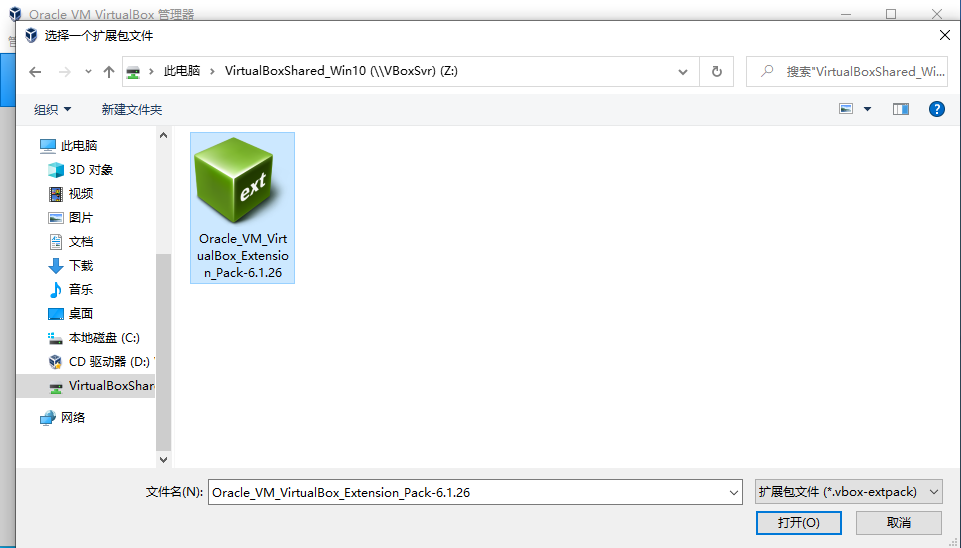 Oracle VM VirtualBox 管理器
选择一个扩展包文件
此电脑 VirtualBoxShared_Win10 (\\VBoxSvr) (Z:)
搜索"VirtualBoxShared_Wi...
组织 新建文件夹
此电脑
3D 对象
视频
图片
文档
下载
音乐
桌面
本地磁盘 (C:)
CD 驱动器 (D:)
VirtualBoxShar
网络
ext
Oracle_VM_Virt
ualBox_Extensio
n_Pack-6.1.26
文件名(N): Oracle_VM_VirtualBox_Extension_Pack-6.1.26
扩展包文件 (*.vbox-extpack)
打开(O) 取消